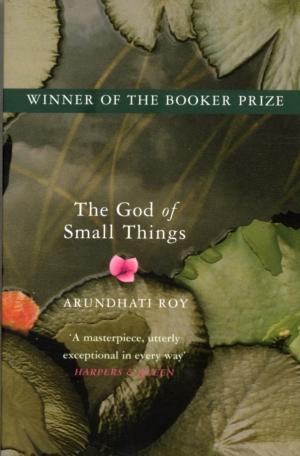 WINNER OF THE BOOKER PRIZE
The God of
Small Things
ARUNDHATI ROY
‘A masterpiece, utterly
exceptional in every way’
HARPERS & QUEEN